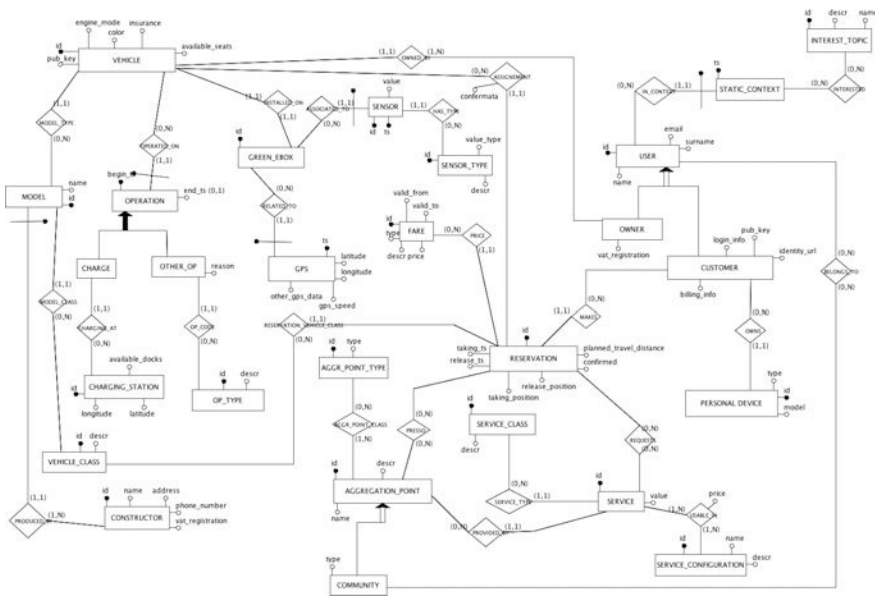 engine_mode
insurance
color
id
available_seats
pub_key
VEHICLE
(1,1)
OWNED_BY
(1,N)
(0,N)
ASSIGNEMENT
confermata
(1,1)
id
descr
name
INTEREST_TOPIC
(0,N)
INTERESTED
(0,N)
ts
STATIC_CONTEXT
(1,1)
IN_CONTEXT
(0,N)
(1,1)
MODEL_TYPE
(0,N)
(0,N)
OPERATED_ON
(1,1)
(1,1)
INSTALLED_ON
(1,1)
(0,N)
ASSOCIATED_TO
(1,1)
value
SENSOR
id
ts
(1,1)
HAS_TYPE
(0,N)
value_type
id
SENSOR_TYPE
descr
id
GREEN_EBOX
email
surname
id
USER
name
name
id
MODEL
OPERATION
end_ts (0,1)
(0,N)
RELATED_TO
(1,1)
valid_from
valid_to
id
type
FARE
descr
price
(0,N)
PRICE
(1,1)
OWNER
vat_registration
pub_key
login_info
identity_url
CUSTOMER
billing_info
(0,N)
BELONGS_TO
(0,N)
CHARGE
OTHER_OP
reason
ts
latitude
GPS
longitude
other_gps_data
gps_speed
(1,1)
MODEL_CLASS
(0,N)
(1,1)
CHARGING_AT
(0,N)
(1,1)
OP_CODE
(0,N)
RESERVATION_VEHICLE_CLASS
(1,1)
(0,N)
(0,N)
MAKES
(1,1)
(0,N)
OWNS
(1,1)
available_docks
id
CHARGING_STATION
longitude
latitude
id
descr
OP_TYPE
id
type
AGGR_POINT_TYPE
id
taking_ts
planned_travel_distance
RESERVATION
release_ts
confirmed
release_position
taking_position
type
id
PERSONAL DEVICE
model
(0,N)
AGGR_POINT_CLASS
(1,N)
(0,N)
PRESSO
(0,N)
id
SERVICE_CLASS
descr
(0,N)
REQUESTS
(0,N)
id
descr
VEHICLE_CLASS
id
descr
AGGREGATION_POINT
name
(0,N)
SERVICE_TYPE
(1,1)
id
SERVICE
value
(1,1)
PRODUCED_BY
(1,N)
id
name
address
phone_number
CONSTRUCTOR
vat_registration
(0,N)
PROVIDED_BY
(1,1)
(1,N)
price
USABLE_IN
(1,N)
id
name
SERVICE_CONFIGURATION
descr
type
COMMUNITY